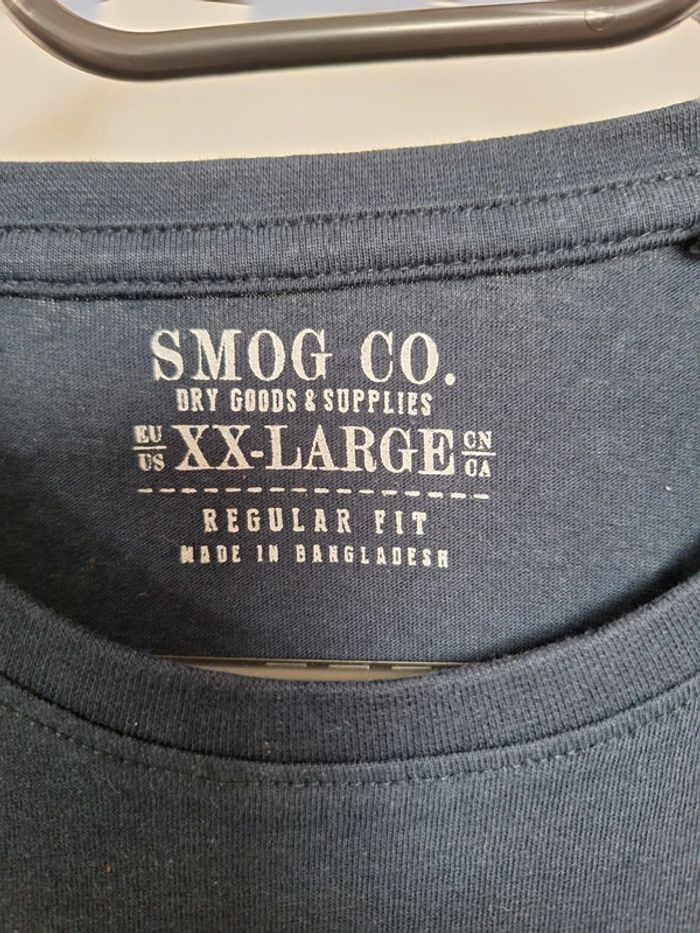 SMOG CO.
DRY GOODS & SUPPLIES
EU US XX-LARGE CN CA
REGULAR FIT
MADE IN BANGLADESH